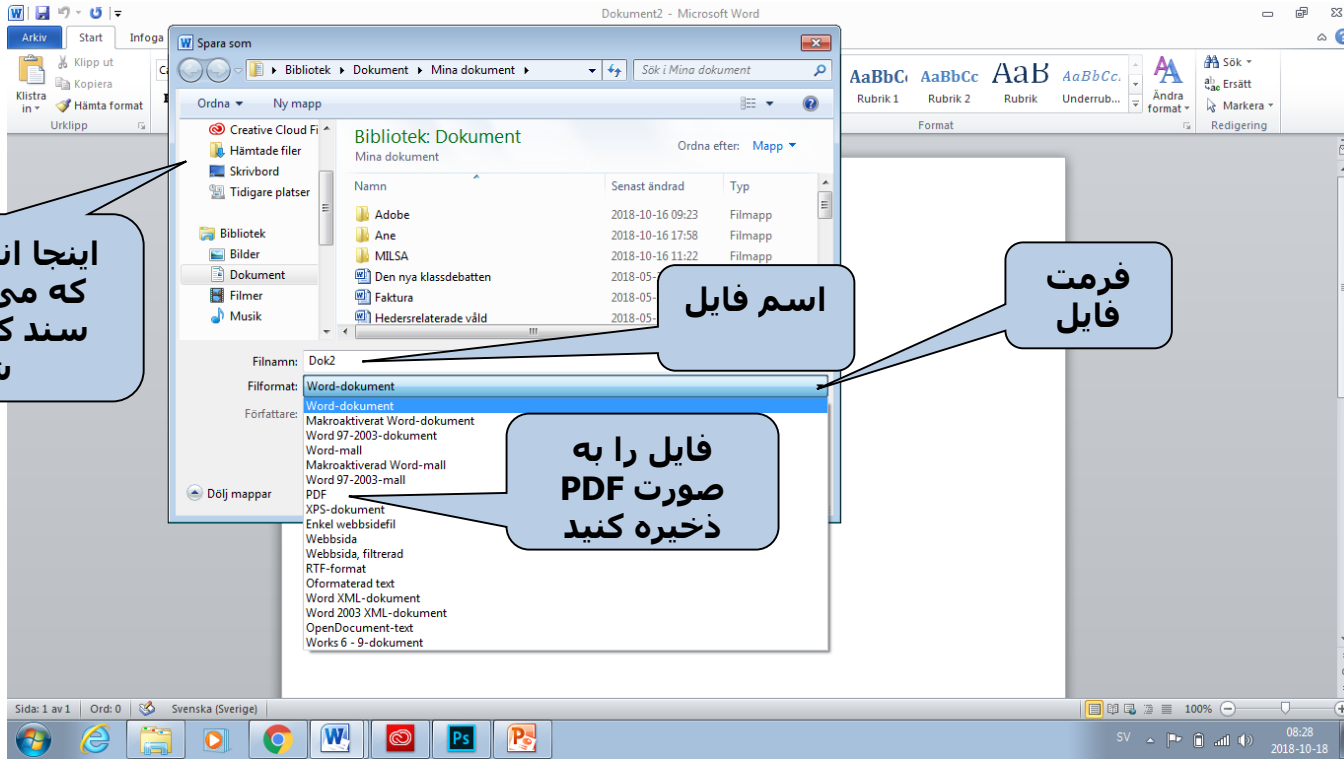 Dokument2 - Microsoft Word
Arkiv Start Infoga
Klistra in
Klipp ut
Kopiera
Hämta format
Urklipp
AaBbCc AaBbCc AaB AaBbCc.
Rubrik 1 Rubrik 2 Rubrik Underrub...
Ändra format
Format
Sök
Ersätt
Markera
Redigering
Spara som
Bibliotek Dokument Mina dokument
Sök i Mina dokument
Ordna Ny mapp
Creative Cloud Fi
Hämtade filer
Skrivbord
Tidigare platser
Bibliotek
Bilder
Dokument
Filmer
Musik
Bibliotek: Dokument
Mina dokument
Ordna efter: Mapp
Namn Senast ändrad Typ
Adobe 2018-10-16 09:23 Filmapp
Ane 2018-10-16 17:58 Filmapp
MILSA 2018-10-16 11:22 Filmapp
Den nya klassdebatten 2018-05-
Faktura 2018-05-
Hedersrelaterade våld 2018-05-
اینجا
که
سند
اسم فایل
فرمت
فایل
Filnamn: Dok2
Filformat: Word-dokument
Författare:
Word-dokument
Makroaktiverat Word-dokument
Word 97-2003-dokument
Word-mall
Makroaktiverad Word-mall
Word 97-2003-mall
PDF
XPS-dokument
Enkel webbsidefil
Webbsida
Webbsida, filtrerad
RTF-format
Oformaterad text
Word XML-dokument
Word 2003 XML-dokument
OpenDocument-text
Works 6 - 9-dokument
فایل را به
صورت PDF
ذخیره کنید
Dölj mappar
Sida: 1 av 1 Ord: 0 Svenska (Sverige)
100%
SV
08:28
2018-10-18